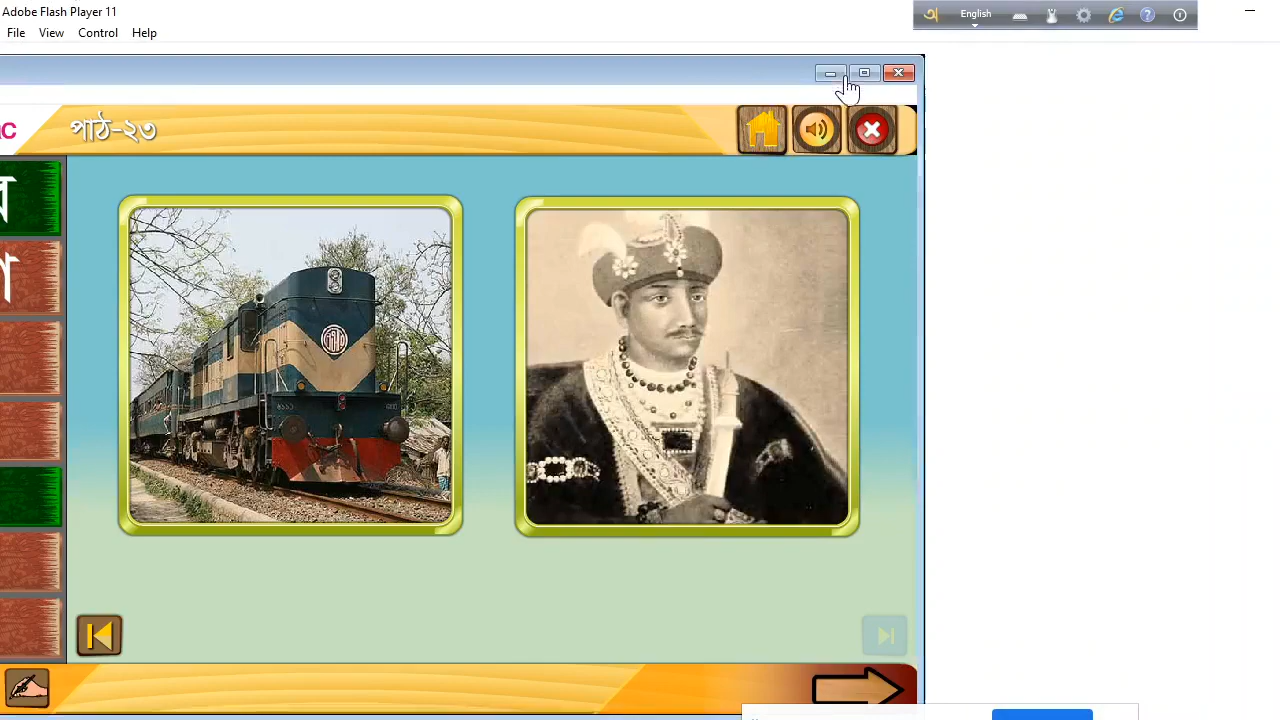 Adobe Flash Player 11
অ English
File View Control Help
পাঠ-২৩